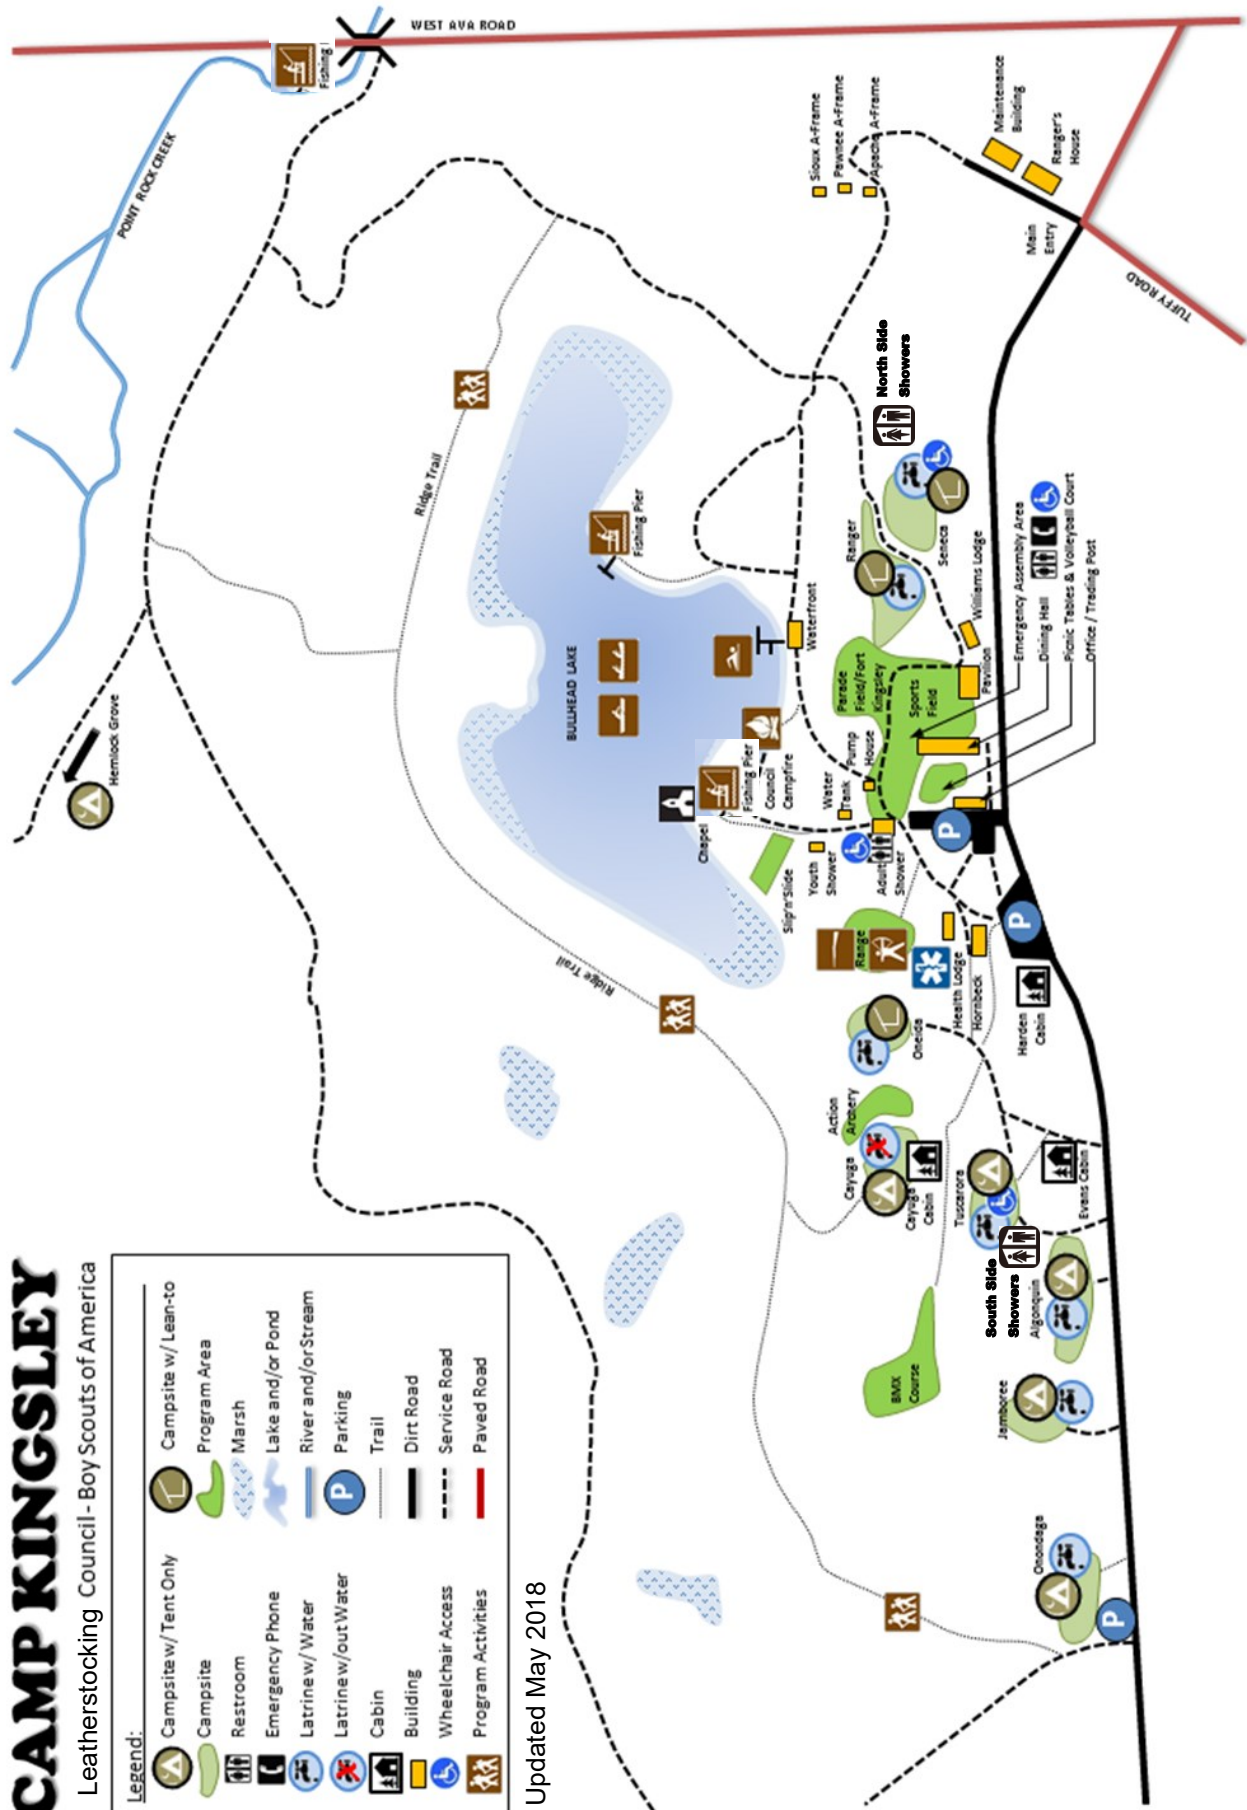 CAMP KINGSLEY
Leatherstocking Council - Boy Scouts of America
Legend:
Campsite w/ Tent Only
Campsite
Restroom
Emergency Phone
Latrine w/ Water
Latrine w/out Water
Cabin
Building
Wheelchair Access
Program Activities
Campsite w/ Lean-to
Program Area
Marsh
Lake and/or Pond
River and/or Stream
P
Parking
Trail
Dirt Road
Service Road
Paved Road
Updated May 2018
Hemlock Grove
POINT ROCK CREEK
Fishing
WEST AVA ROAD
Ridge Trail
Ridge Trail
BULLHEAD LAKE
Fishing Pier
Fishing Pier
Council
Campfire
Chapel
Slip'n'Slide
Waterfront
Water
Tank
Pump
House
Youth
Shower
Adult
Shower
Parade
Field/Fort
Kingsley
Sports
Field
Ranger
Seneca
North Side
Showers
Sioux A-Frame
Pawnee A-Frame
Apache A-Frame
Maintenance
Building
Ranger's
House
Main
Entry
TUFFY ROAD
Williams Lodge
Pavilion
Emergency Assembly Area
Dining Hall
Picnic Tables & Volleyball Court
Office / Trading Post
P
P
Range
Health Lodge
Hornbeck
Harden
Cabin
Oneida
Action
Archery
Cayuga
Cayuga
Cabin
Tuscarora
Evans Cabin
South Side
Showers
Algonquin
BMX
Course
Jamboree
Onondaga
P